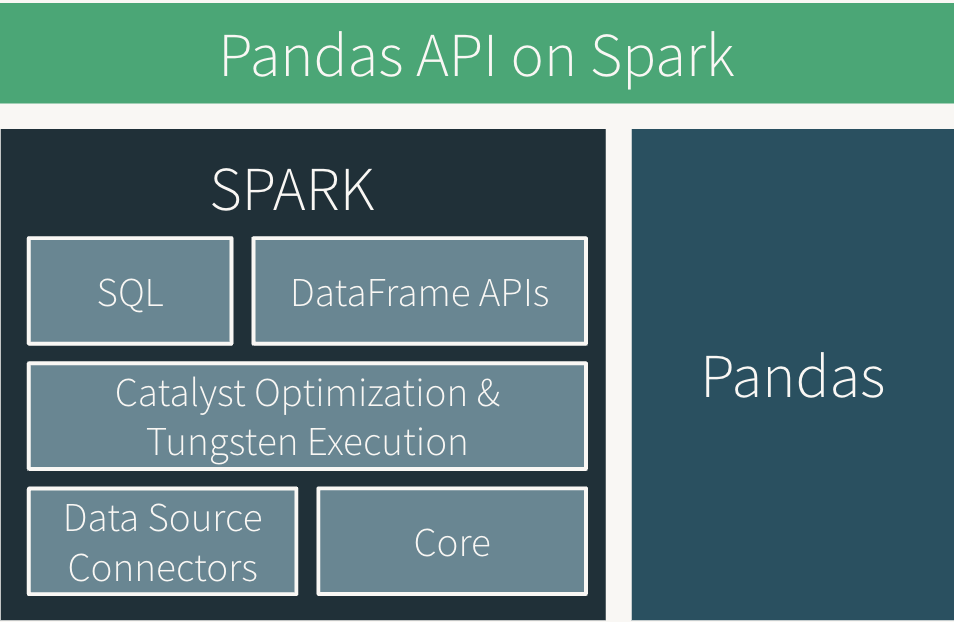 Pandas API on Spark
SPARK
SQL
DataFrame APIs
Catalyst Optimization &
Tungsten Execution
Data Source
Connectors
Core
Pandas